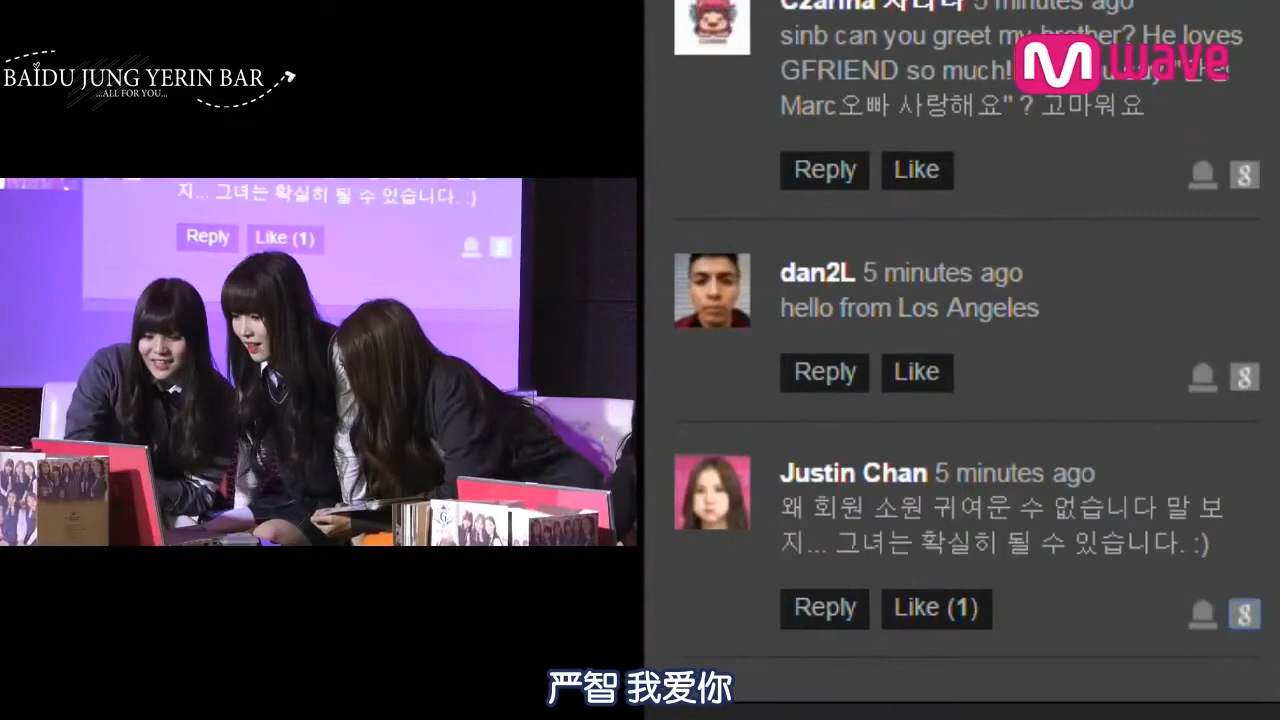 BAIDU JUNG YERIN BAR
...ALL FOR YOU...
지... 그녀는 확실히 될 수 있습니다. :)
Reply Like (1)
Czarina 5 minutes ago
sinb can you greet my brother? He loves
GFRIEND so much!
Marc오빠 사랑해요" ? 고마워요
M wave
Reply Like
dan2L 5 minutes ago
hello from Los Angeles
Reply Like
Justin Chan 5 minutes ago
왜 회원 소원 귀여운 수 없습니다 말 보
지... 그녀는 확실히 될 수 있습니다. :)
Reply Like (1)
严智 我爱你